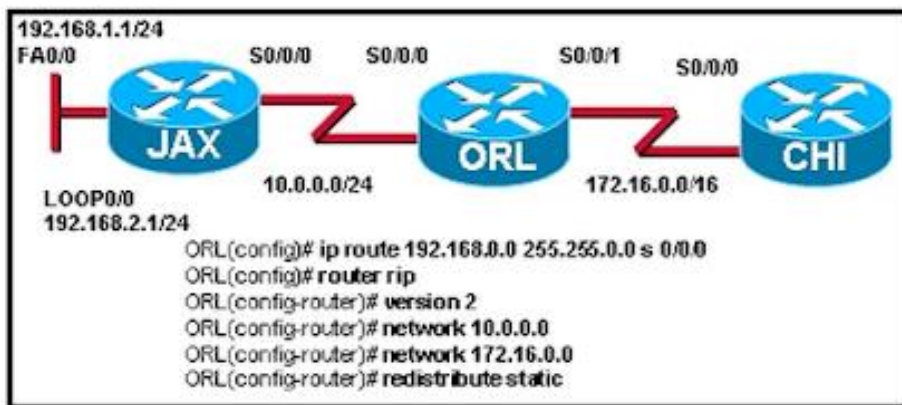 192.168.1.1/24
FA0/0 S0/0/0 S0/0/0 S0/0/1 S0/0/0
JAX ORL CHI
10.0.0.0/24 172.16.0.0/16
LOOP0/0
192.168.2.1/24
ORL(config)# ip route 192.168.0.0 255.255.0.0 s 0/0/0
ORL(config)# router rip
ORL(config-router)# version 2
ORL(config-router)# network 10.0.0.0
ORL(config-router)# network 172.16.0.0
ORL(config-router)# redistribute static